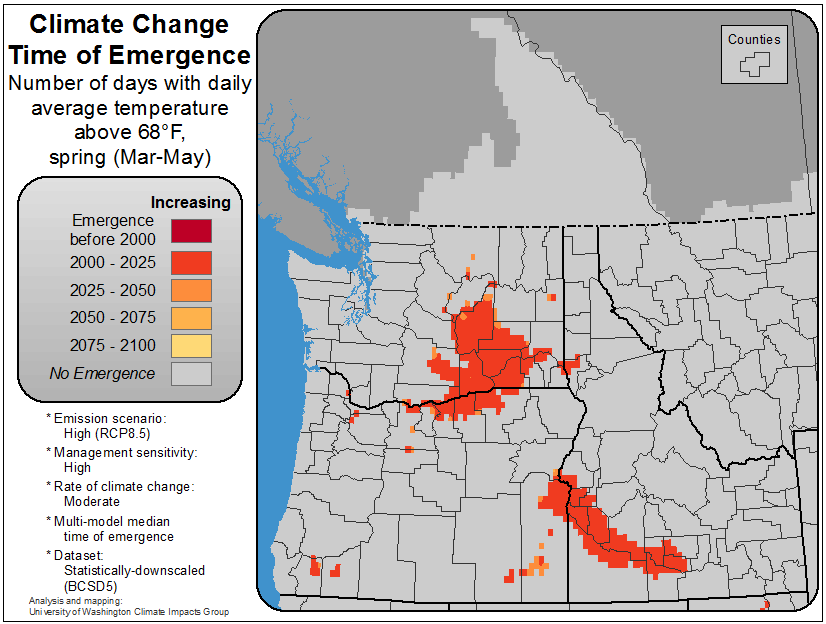 Climate Change
Time of Emergence
Number of days with daily
average temperature
above 68°F,
spring (Mar-May)
Increasing
Emergence
before 2000
2000 - 2025
2025 - 2050
2050 - 2075
2075 - 2100
No Emergence
* Emission scenario:
High (RCP8.5)
* Management sensitivity:
High
* Rate of climate change:
Moderate
* Multi-model median
time of emergence
* Dataset:
Statistically-downscaled
(BCSD5)
Analysis and mapping:
University of Washington Climate Impacts Group
Counties